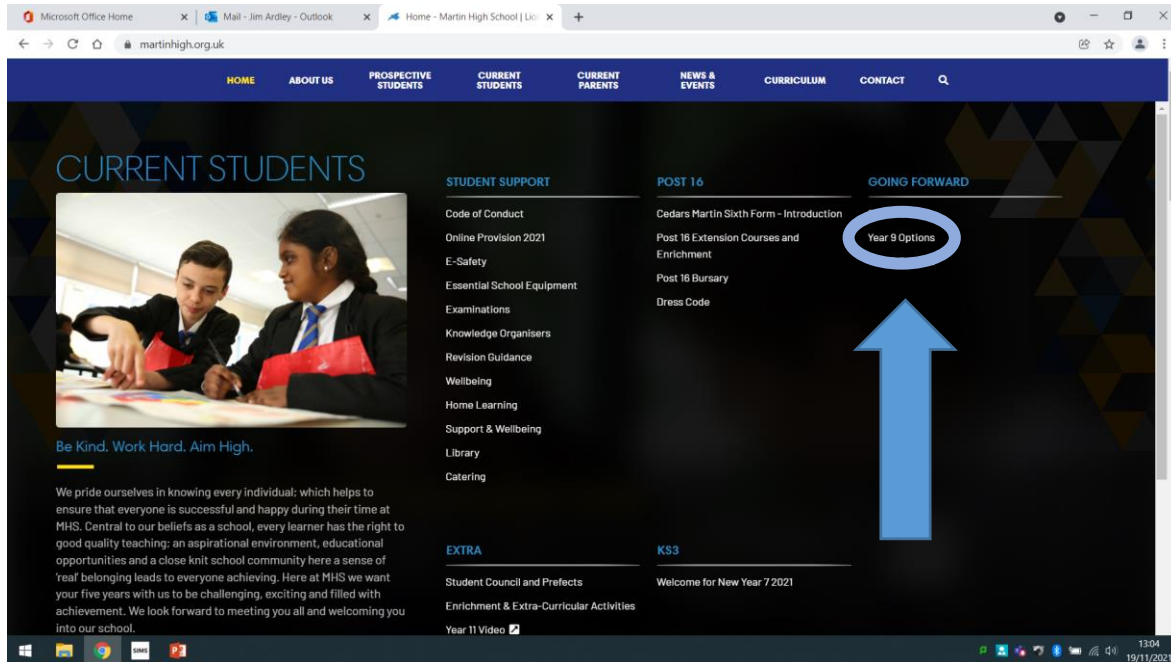 Microsoft Office Home
Mail - Jim Ardley - Outlook
Home - Martin High School | Lio
martinhigh.org.uk
HOME
ABOUT US
PROSPECTIVE
STUDENTS
CURRENT
STUDENTS
CURRENT
PARENTS
NEWS &
EVENTS
CURRICULUM
CONTACT
CURRENT STUDENTS
Be Kind. Work Hard. Aim High.
We pride ourselves in knowing every individual; which helps to
ensure that everyone is successful and happy during their time at
MHS. Central to our beliefs as a school, every learner has the right to
good quality teaching; an aspirational environment, educational
opportunities and a close knit school community here a sense of
'real' belonging leads to everyone achieving. Here at MHS we want
your five years with us to be challenging, exciting and filled with
achievement. We look forward to meeting you all and welcoming you
into our school.
STUDENT SUPPORT
Code of Conduct
Online Provision 2021
E-Safety
Essential School Equipment
Examinations
Knowledge Organisers
Revision Guidance
Wellbeing
Home Learning
Support & Wellbeing
Library
Catering
POST 16
Cedars Martin Sixth Form - Introduction
Post 16 Extension Courses and
Enrichment
Post 16 Bursary
Dress Code
GOING FORWARD
Year 9 Options
EXTRA
Student Council and Prefects
Enrichment & Extra-Curricular Activities
Year 11 Video
KS3
Welcome for New Year 7 2021
SIMS
13:04
19/11/2021